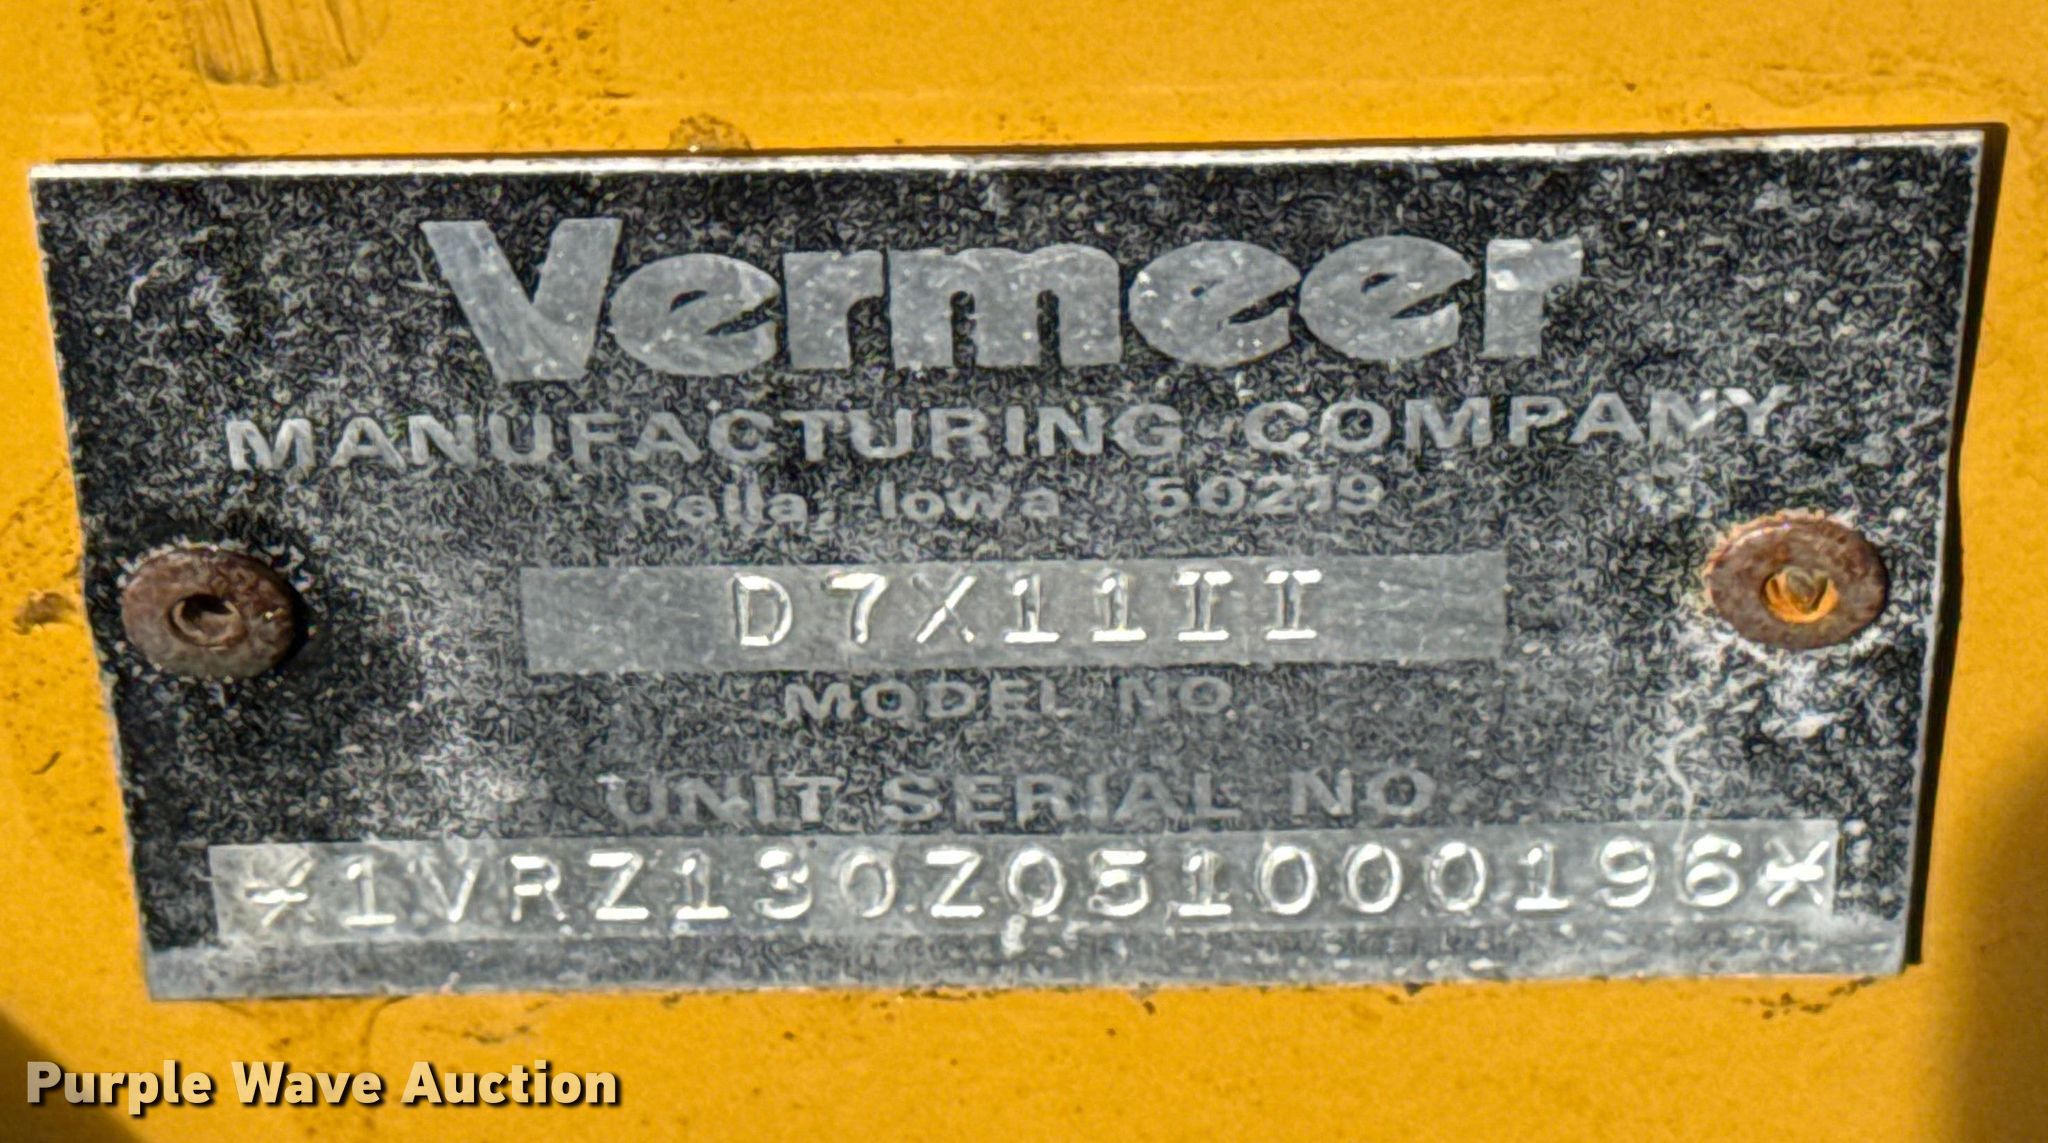 Vermeer
MANUFACTURING COMPANY
Pella, Iowa 50219
D7X11II
MODEL NO.
UNIT SERIAL NO.
*1VRZ130Z051000196*
Purple Wave Auction